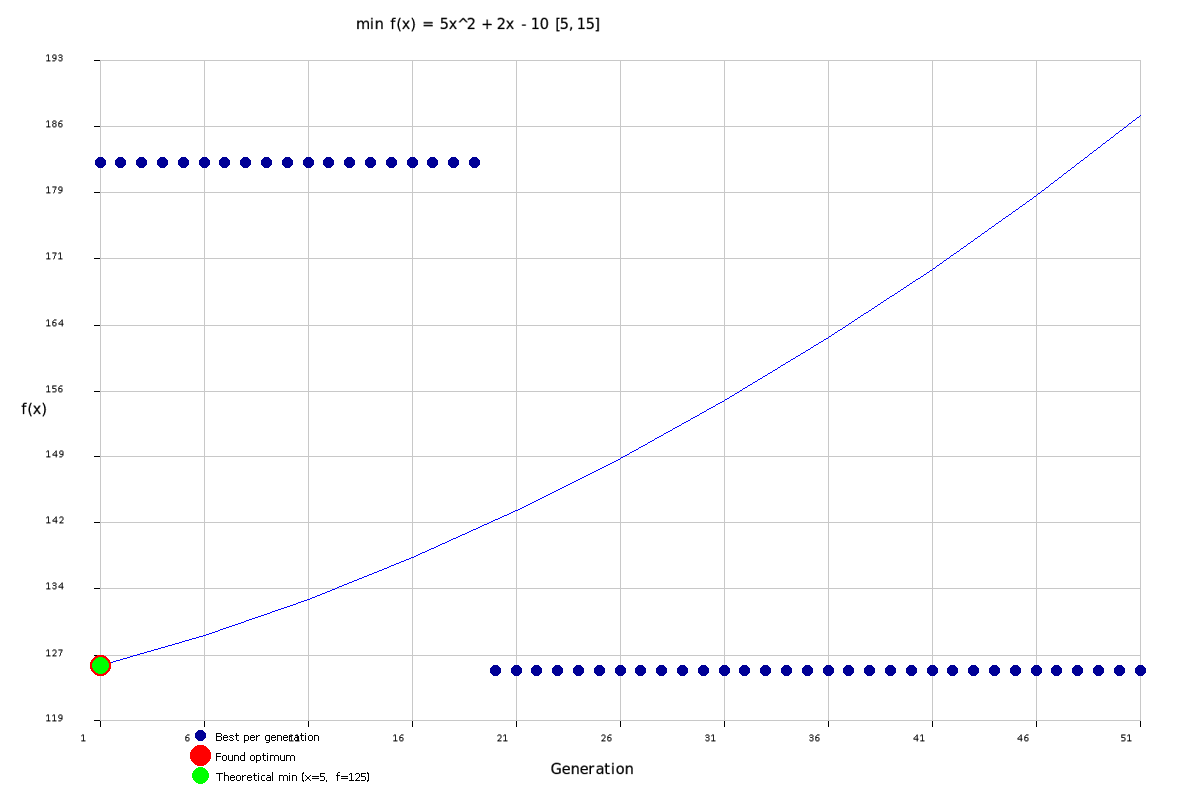 min f(x) = 5x^2 + 2x - 10 [5, 15]
193
186
179
171
164
156
f(x)
149
142
134
127
119
1 6 11 16 21 26 31 36 41 46 51
Best per generation
Found optimum
Generation
Theoretical min (x=5, f=125)